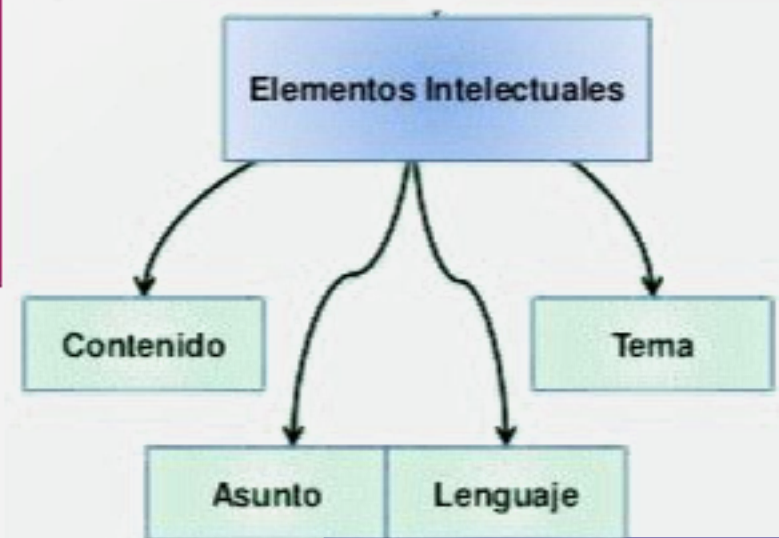 Elementos Intelectuales
Contenido
Tema
Asunto
Lenguaje